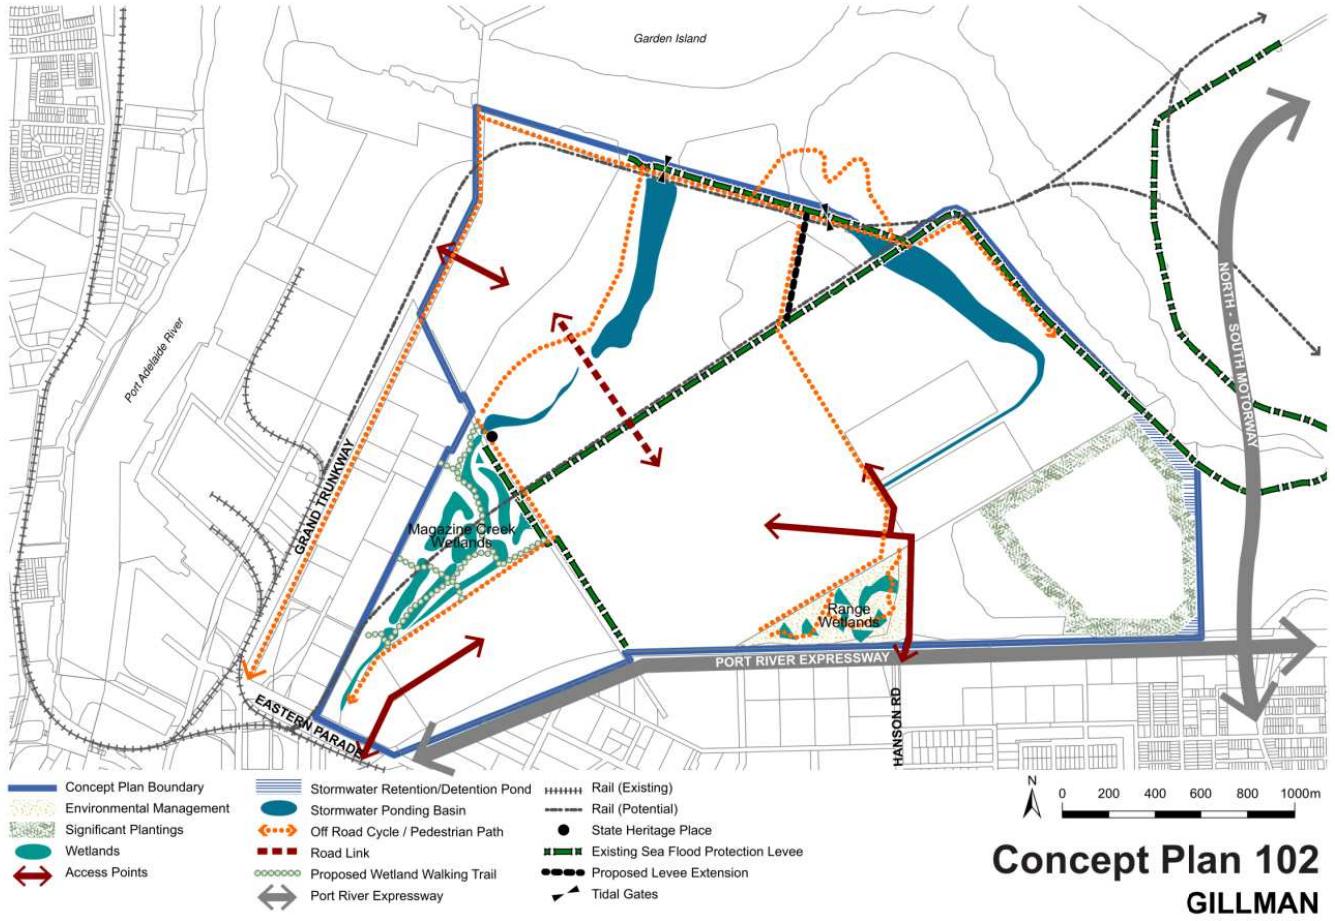 Garden Island
Port Adelaide River
NORTH - SOUTH MOTORWAY
GRAND TRUNKWAY
Magazine Creek
Wetlands
Range
Wetlands
PORT RIVER EXPRESSWAY
EASTERN PARADE
HANSON RD
Concept Plan Boundary
Environmental Management
Significant Plantings
Wetlands
Access Points
Stormwater Retention/Detention Pond
Stormwater Ponding Basin
Off Road Cycle / Pedestrian Path
Road Link
Proposed Wetland Walking Trail
Port River Expressway
Rail (Existing)
Rail (Potential)
State Heritage Place
Existing Sea Flood Protection Levee
Proposed Levee Extension
Tidal Gates
N
0 200 400 600 800 1000m
Concept Plan 102
GILLMAN